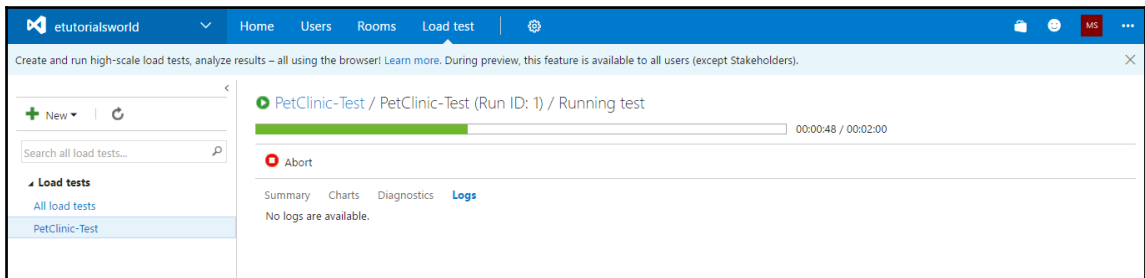 etutorialsworld Home Users Rooms Load test MS
Create and run high-scale load tests, analyze results – all using the browser! Learn more. During preview, this feature is available to all users (except Stakeholders).
PetClinic-Test / PetClinic-Test (Run ID: 1) / Running test
New
00:00:48 / 00:02:00
Search all load tests...
Abort
Load tests
Summary Charts Diagnostics Logs
All load tests
No logs are available.
PetClinic-Test